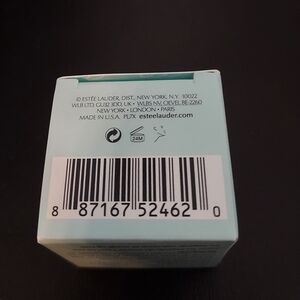 © ESTÉE LAUDER, DIST., NEW YORK, N.Y. 10022
WLB LTD, GU32 3DD, UK • WLBS NV, OEVEL, BE-2260
NEW YORK • LONDON • PARIS
MADE IN U.S.A. PL7X esteelauder.com
24M
8 87167 52462 0